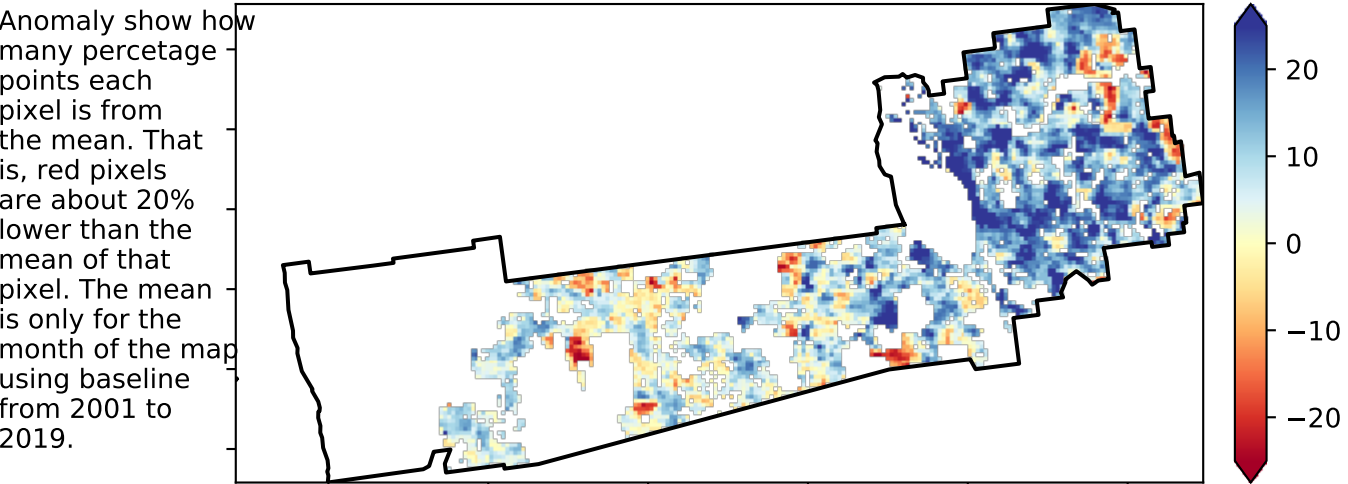 Anomaly show how
many percetage
points each
pixel is from
the mean. That
is, red pixels
are about 20%
lower than the
mean of that
pixel. The mean
is only for the
month of the map
using baseline
from 2001 to
2019.
20
10
0
−10
−20